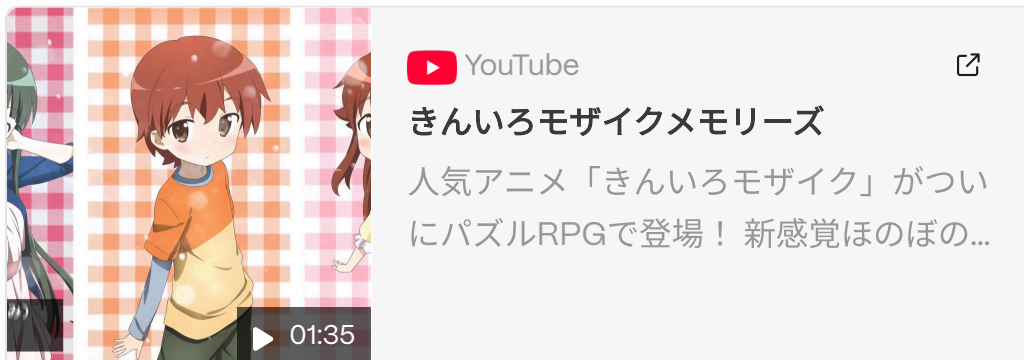 YouTube
きんいろモザイクメモリーズ
人気アニメ「きんいろモザイク」がつい
にパズルRPGで登場！ 新感覚ほのぼの...
01:35